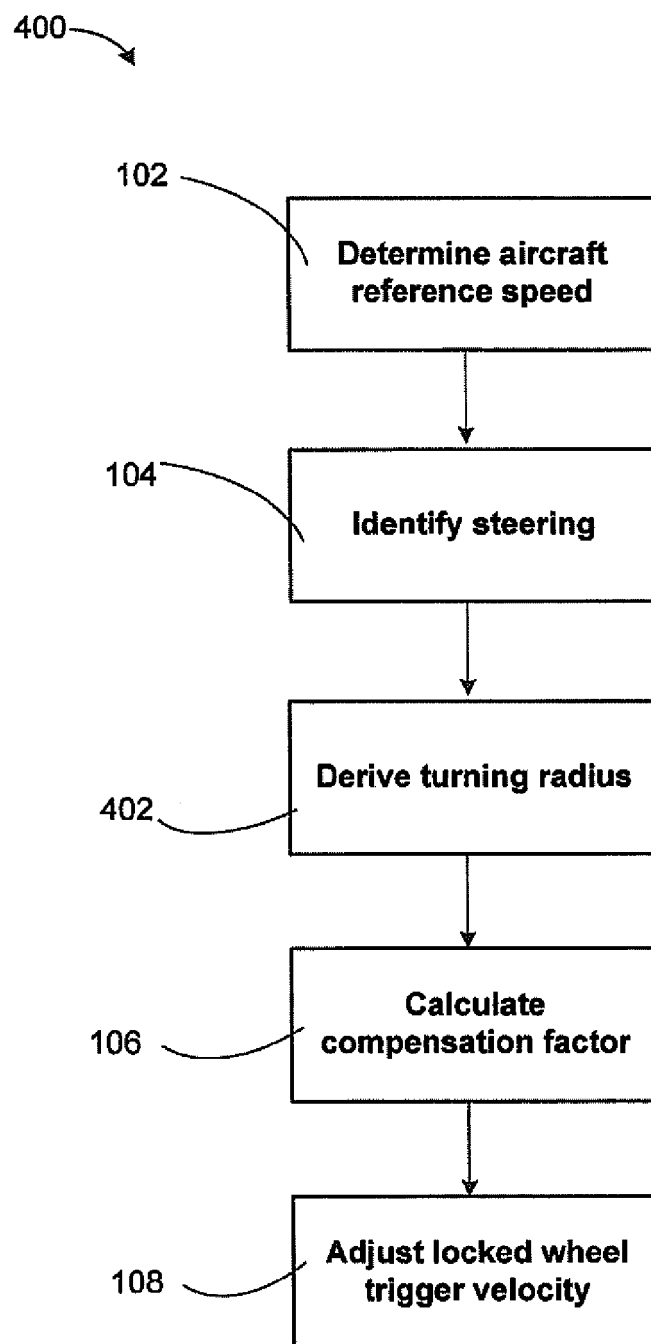 400
102
Determine aircraft
reference speed
104
Identify steering
Derive turning radius
402
Calculate
compensation factor
106
Adjust locked wheel
trigger velocity
108